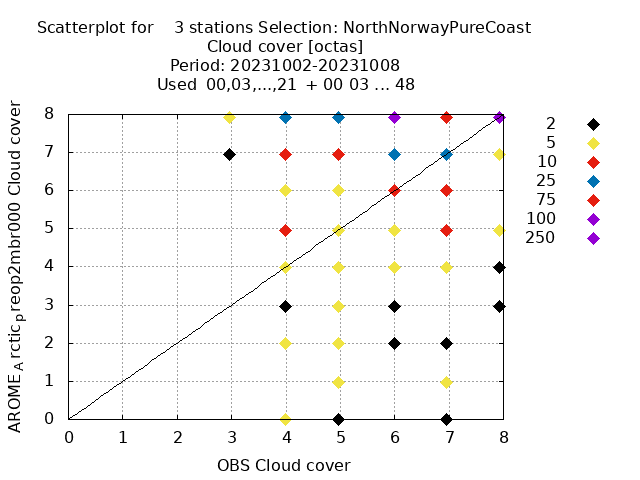 Scatterplot for    3 stations Selection: NorthNorwayPureCoast
Cloud cover [octas]
Period: 20231002-20231008
Used  00,03,...,21  + 00 03 ... 48
AROME_Arctic_preop2mbr000 Cloud cover
8
7
6
5
4
3
2
1
0
0 1 2 3 4 5 6 7 8
OBS Cloud cover
2
5
10
25
75
100
250